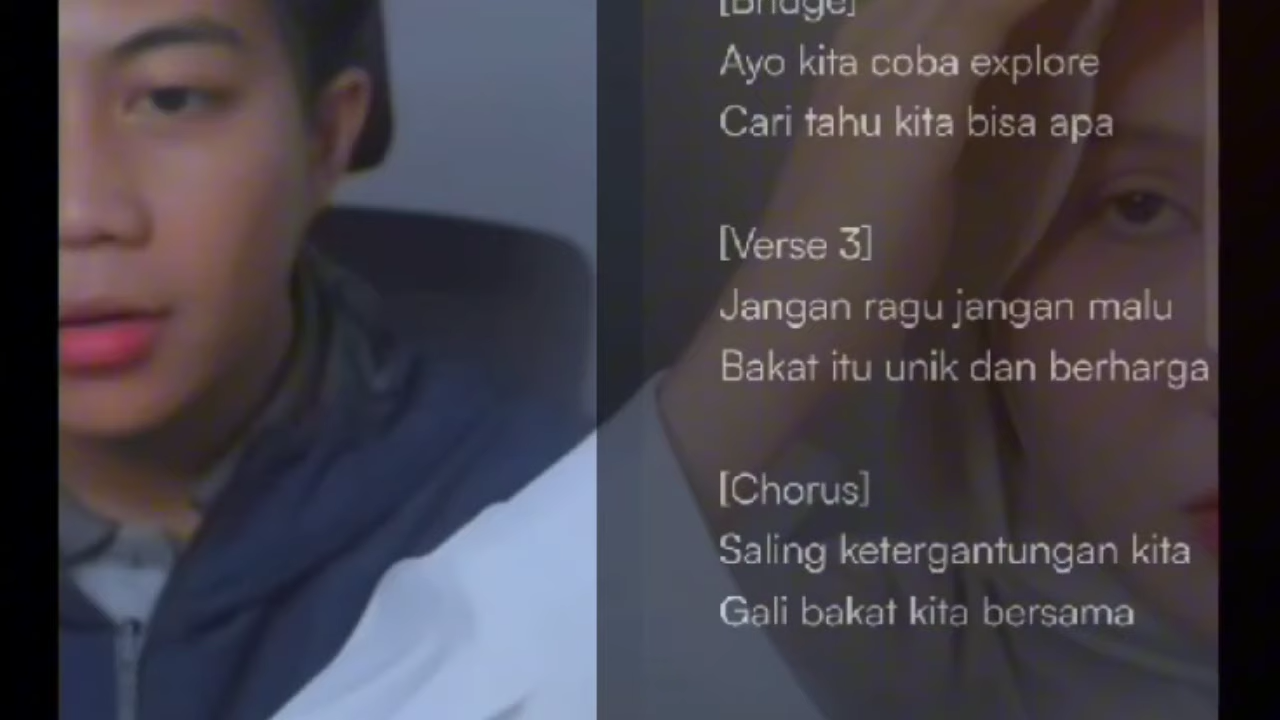 [Bridge]
Ayo kita coba explore
Cari tahu kita bisa apa
[Verse 3]
Jangan ragu jangan malu
Bakat itu unik dan berharga
[Chorus]
Saling ketergantungan kita
Gali bakat kita bersama